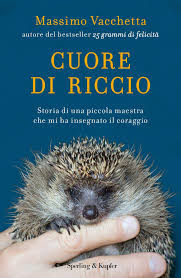 Massimo Vacchetta
autore del bestseller 25 grammi di felicità
CUORE
DI RICCIO
Storia di una piccola maestra
che mi ha insegnato il coraggio
Sperling & Kupfer